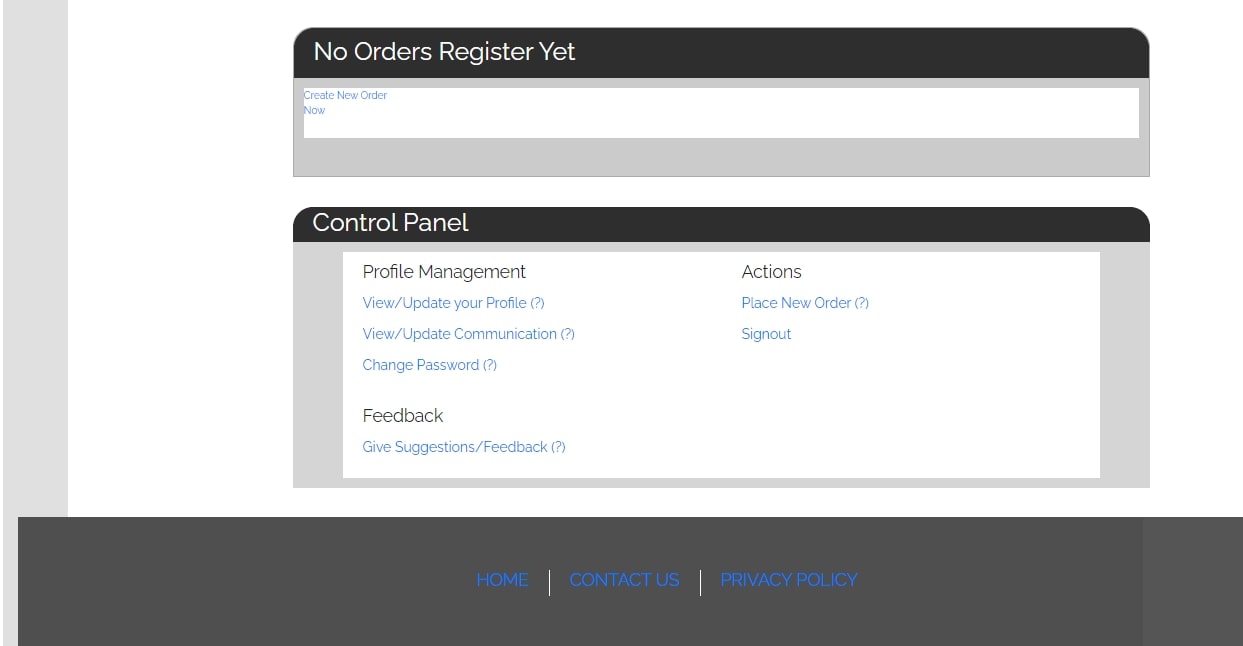 No Orders Register Yet
Create New Order
Now
Control Panel
Profile Management
View/Update your Profile (?)
View/Update Communication (?)
Change Password (?)
Actions
Place New Order (?)
Signout
Feedback
Give Suggestions/Feedback (?)
HOME
CONTACT US
PRIVACY POLICY